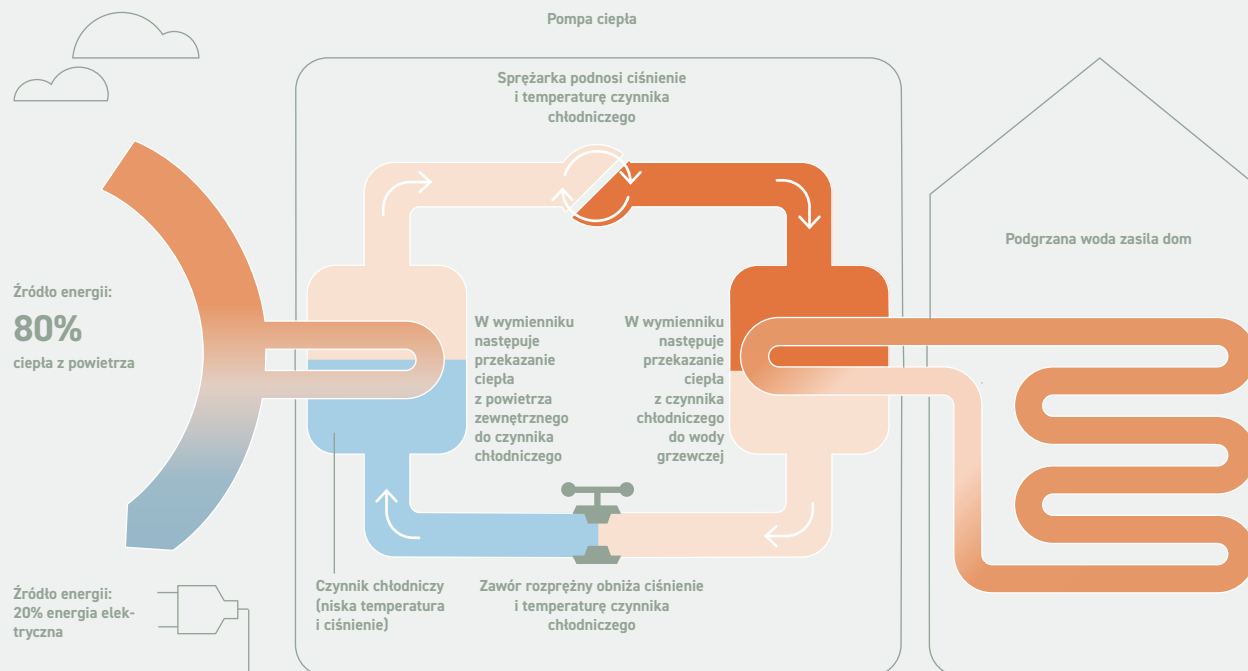 Pompa ciepła
Sprężarka podnosi ciśnienie
i temperaturę czynnika
chłodniczego
Podgrzana woda zasila dom
Źródło energii:
80%
ciepła z powietrza
W wymienniku
następuje
przekazanie
ciepła
z powietrza
zewnętrznego
do czynnika
chłodniczego
W wymienniku
następuje
przekazanie
ciepła
z czynnika
chłodniczego
do wody
grzewczej
Źródło energii:
20% energia elek-
tryczna
Czynnik chłodniczy
(niska temperatura
i ciśnienie)
Zawór rozprężny obniża ciśnienie
i temperaturę czynnika
chłodniczego